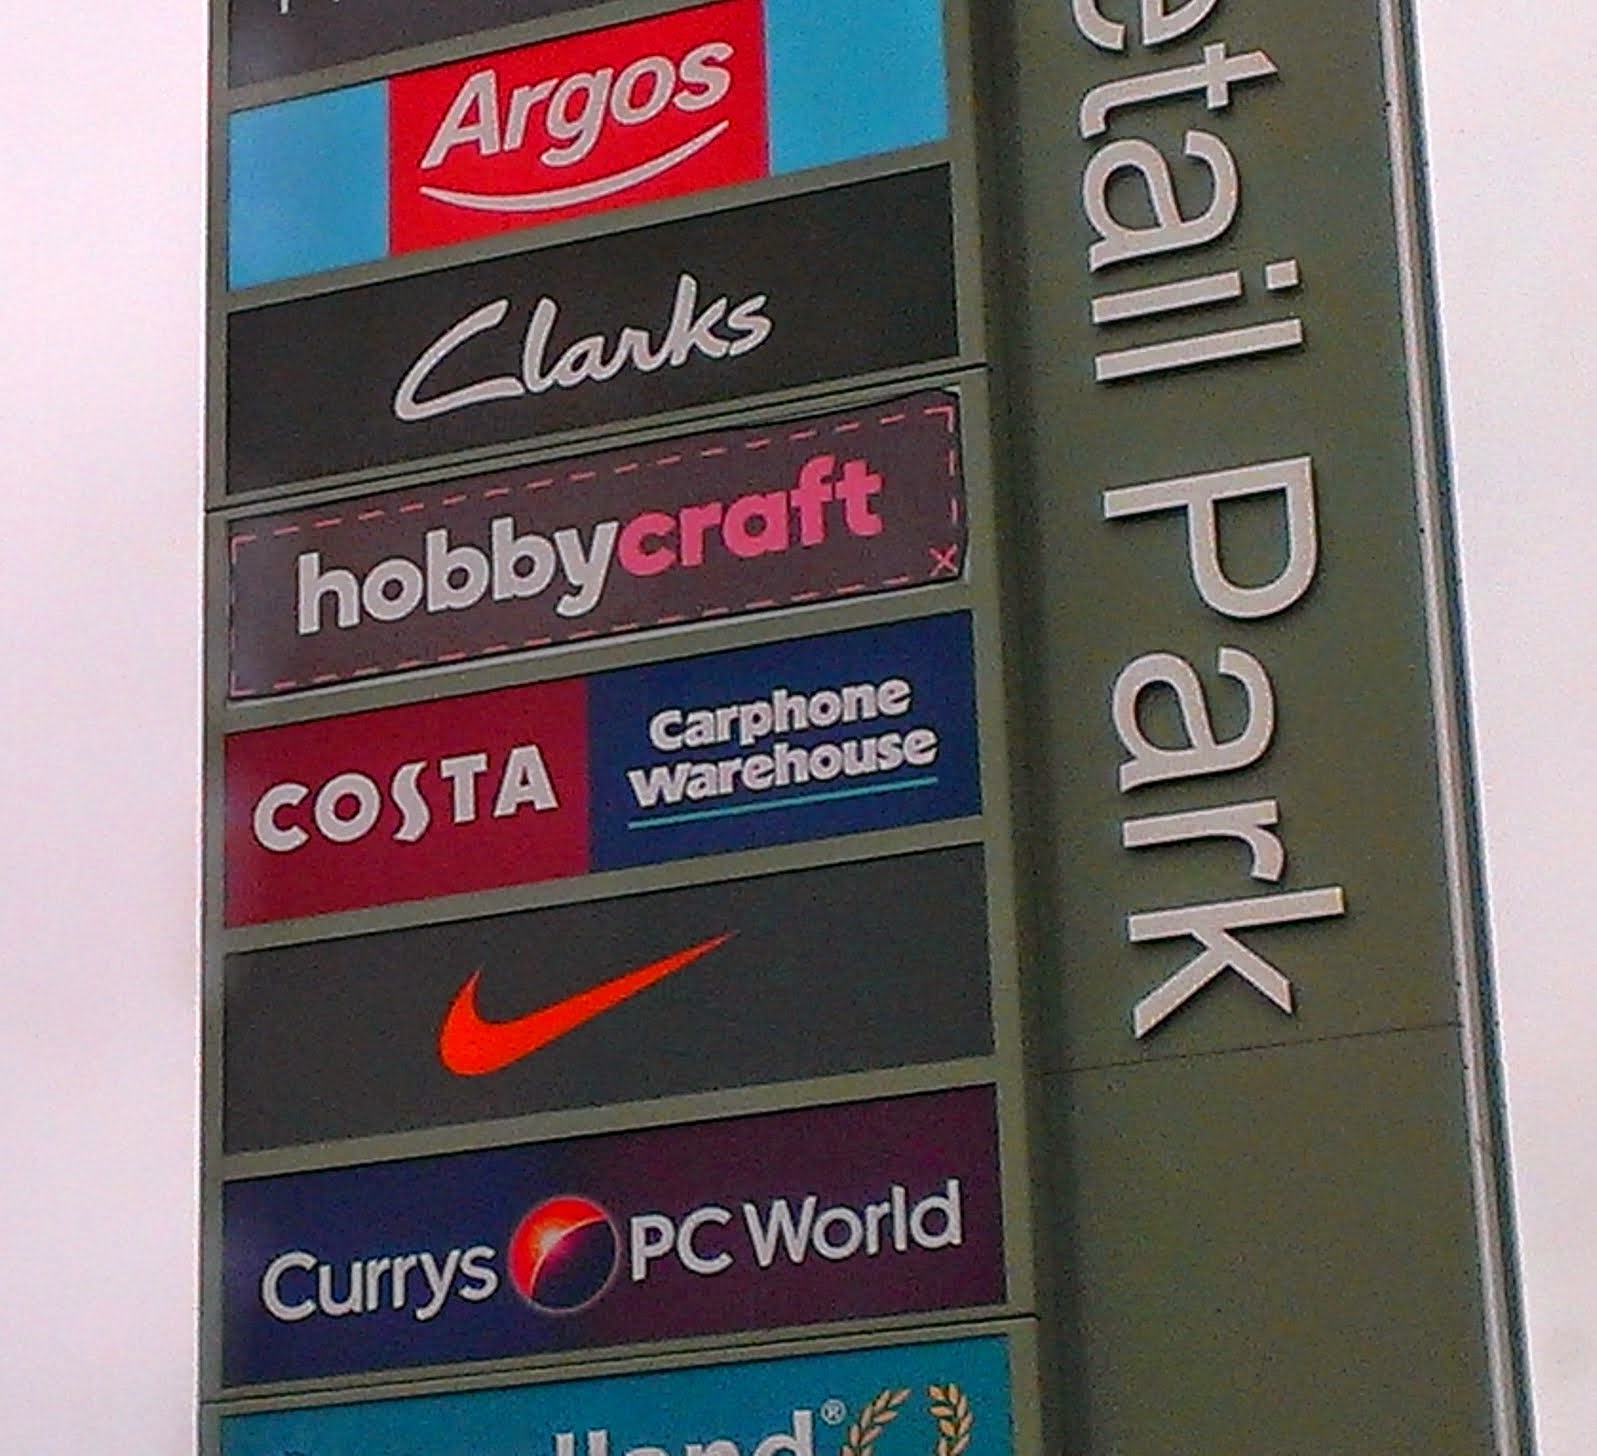 Argos
Clarks
hobbycraft
COSTA
Carphone
Warehouse
Currys PC World
etail Park